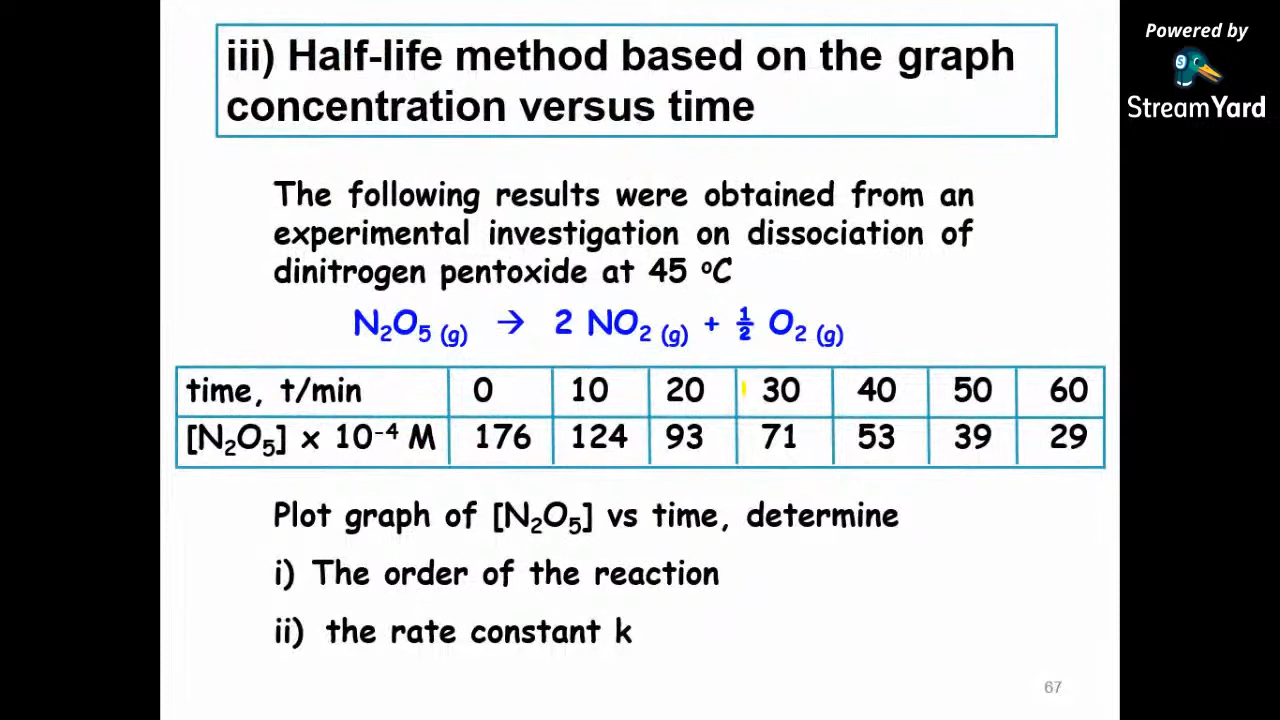 iii) Half-life method based on the graph
concentration versus time
Powered by
StreamYard
The following results were obtained from an
experimental investigation on dissociation of
dinitrogen pentoxide at 45 ⁰C
N₂O₅ (g) → 2 NO₂ (g) + ½ O₂ (g)
time, t/min 0 10 20 30 40 50 60
[N₂O₅] x 10⁻⁴ M 176 124 93 71 53 39 29
Plot graph of [N₂O₅] vs time, determine
i) The order of the reaction
ii) the rate constant k
67